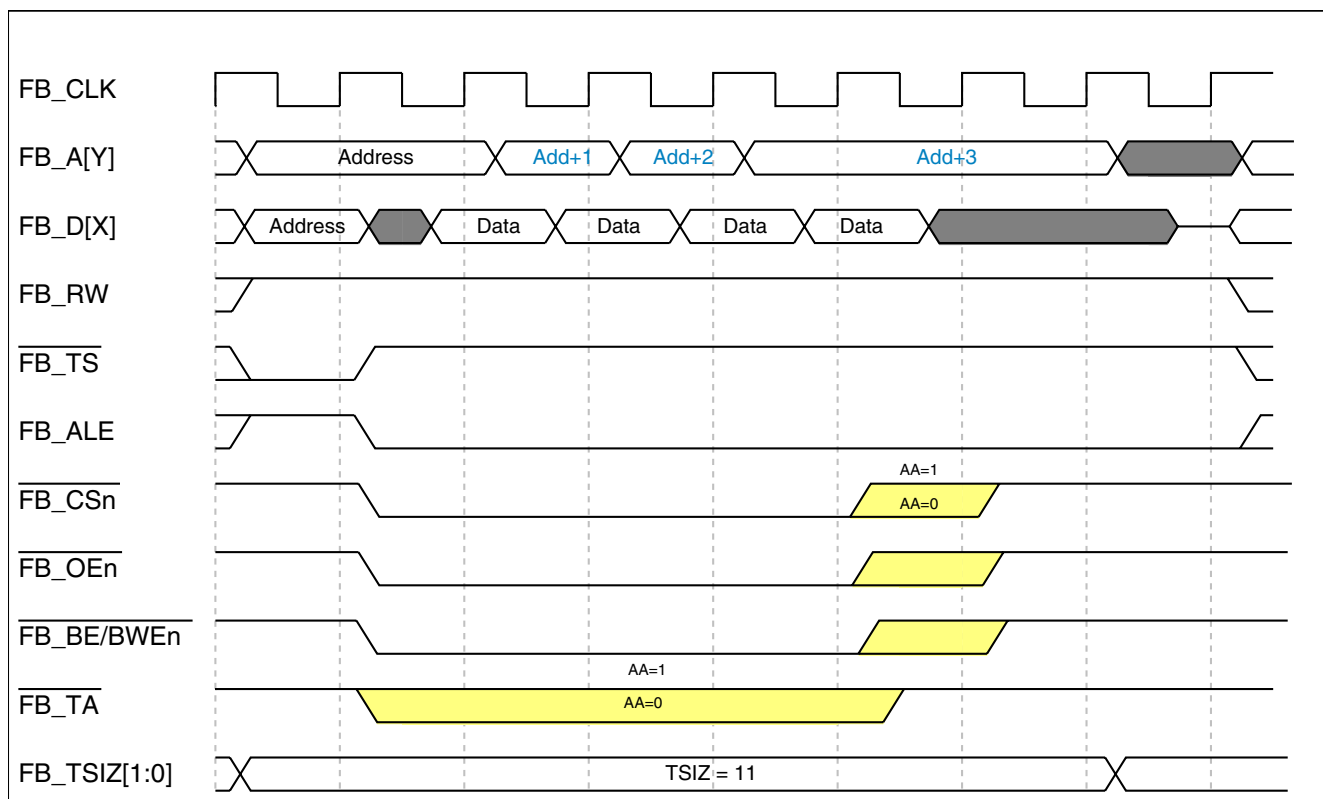 FB_CLK
FB_A[Y] Address Add+1 Add+2 Add+3
FB_D[X] Address Data Data Data Data
FB_RW
FB_TS
FB_ALE
AA=1
FB_CSn AA=0
FB_OEn
FB_BE/BWEn
AA=1
FB_TA AA=0
FB_TSIZ[1:0] TSIZ = 11